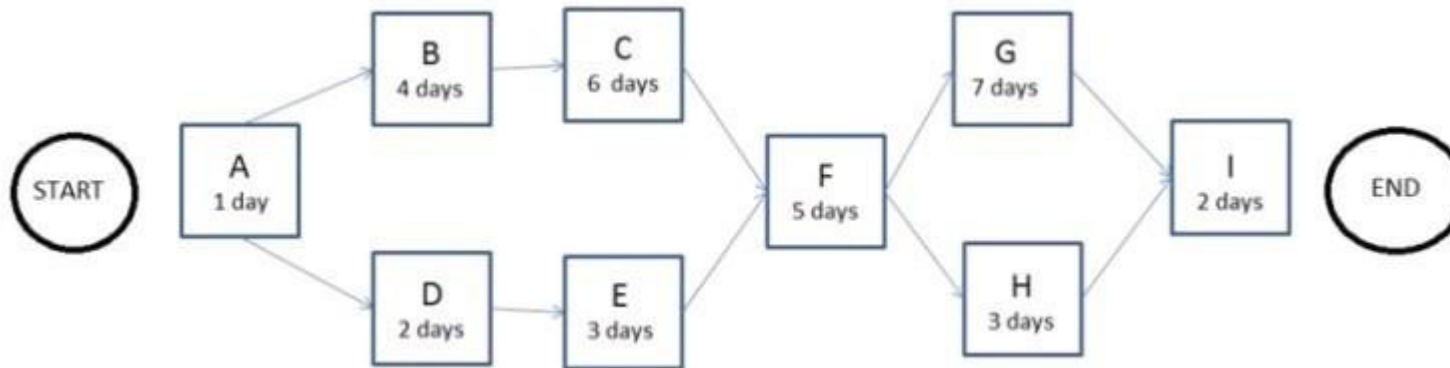 START
A
1 day
B
4 days
C
6 days
D
2 days
E
3 days
F
5 days
G
7 days
H
3 days
I
2 days
END